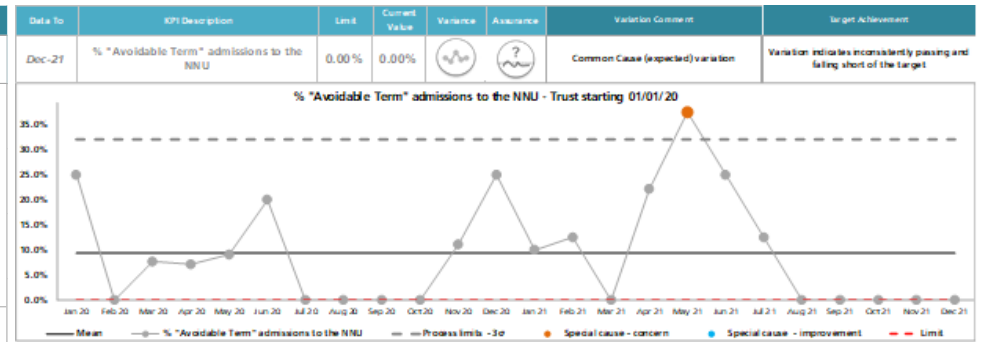 Data To KPI Description Limit Current Value Variance Assurance Variation Comment Target Achievement
Dec-21 % "Avoidable Term" admissions to the NNU 0.00% 0.00% ? Common Cause (expected) variation Variation indicates inconsistently passing and falling short of the target
% "Avoidable Term" admissions to the NNU - Trust starting 01/01/20
35.0%
30.0%
25.0%
20.0%
15.0%
10.0%
5.0%
0.0%
Jan 20 Feb 20 Mar 20 Apr 20 May 20 Jun 20 Jul 20 Aug 20 Sep 20 Oct 20 Nov 20 Dec 20 Jan 21 Feb 21 Mar 21 Apr 21 May 21 Jun 21 Jul 21 Aug 21 Sep 21 Oct 21 Nov 21 Dec 21
Mean % "Avoidable Term" admissions to the NNU Process limits - 3σ Special cause - concern Special cause - improvement Limit